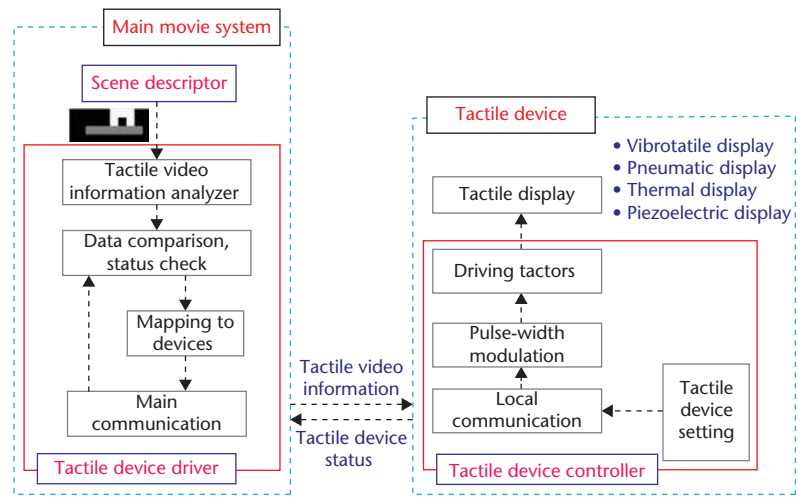 Main movie system
Scene descriptor
Tactile video
information analyzer
Data comparison,
status check
Mapping to
devices
Main
communication
Tactile device driver
Tactile video
information
Tactile device
status
Tactile device
• Vibrotatile display
• Pneumatic display
• Thermal display
• Piezoelectric display
Tactile display
Driving tactors
Pulse-width
modulation
Local
communication
Tactile
device
setting
Tactile device controller